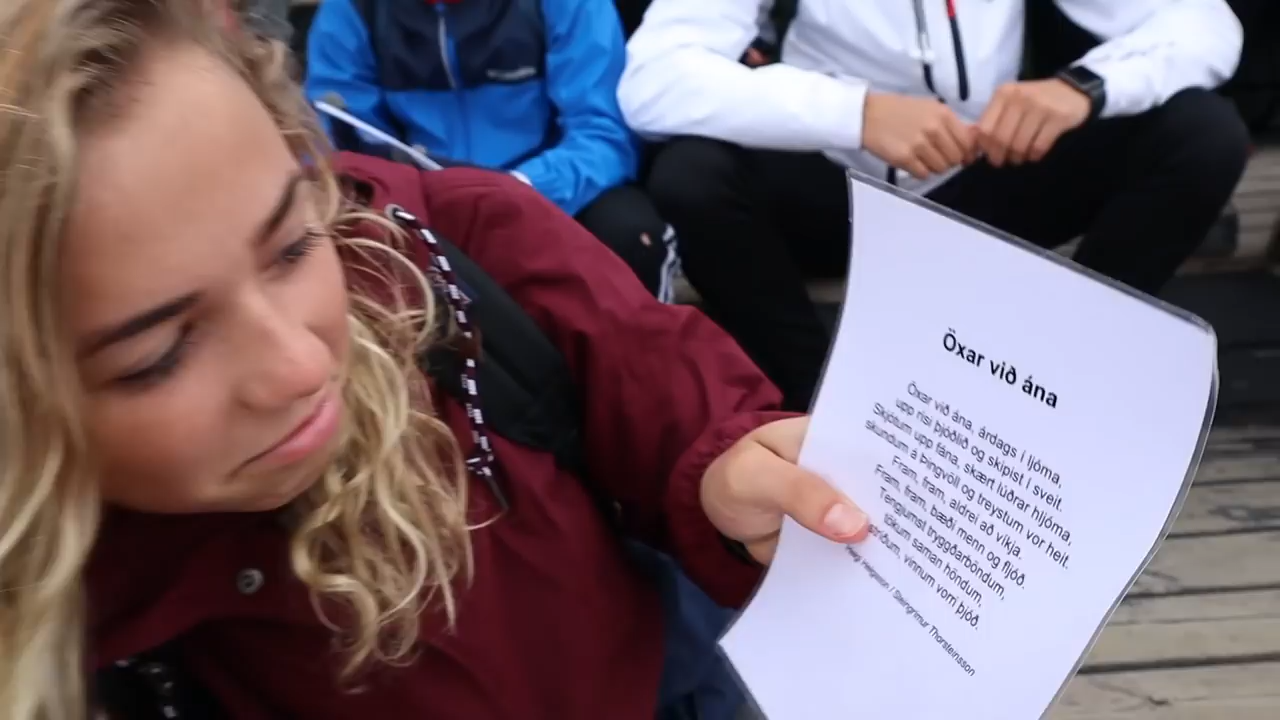 Öxar við ána
Öxar við ána, árdags í ljóma,
upp rísi þjóðlið og skipist í sveit.
Skjótum upp fána, skært lúðrar hljóma,
skundum á Þingvöll og treystum vor heit.
Fram, fram, aldrei að víkja.
Fram, fram, bæði menn og fljóð.
Tengjumst tryggðarböndum,
tökum saman höndum,
stríðum, vinnum vorri þjóð.
Helgi Helgason / Steingrímur Thorsteinsson